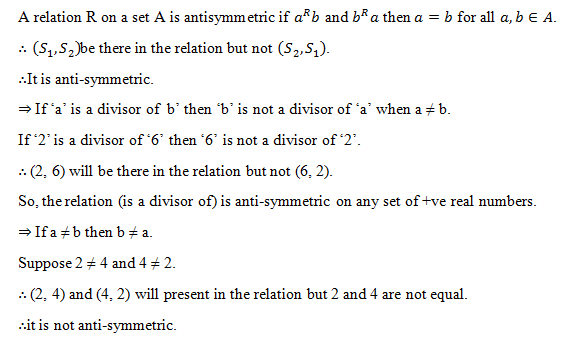 A relation R on a set A is antisymmetric if aᴿb and bᴿa then a = b for all a, b ∈ A.
∴ (S₁,S₂)be there in the relation but not (S₂,S₁).
∴It is anti-symmetric.
⇒ If ‘a’ is a divisor of b’ then ‘b’ is not a divisor of ‘a’ when a ≠ b.
If ‘2’ is a divisor of ‘6’ then ‘6’ is not a divisor of ‘2’.
∴ (2, 6) will be there in the relation but not (6, 2).
So, the relation (is a divisor of) is anti-symmetric on any set of +ve real numbers.
⇒ If a ≠ b then b ≠ a.
Suppose 2 ≠ 4 and 4 ≠ 2.
∴ (2, 4) and (4, 2) will present in the relation but 2 and 4 are not equal.
∴it is not anti-symmetric.